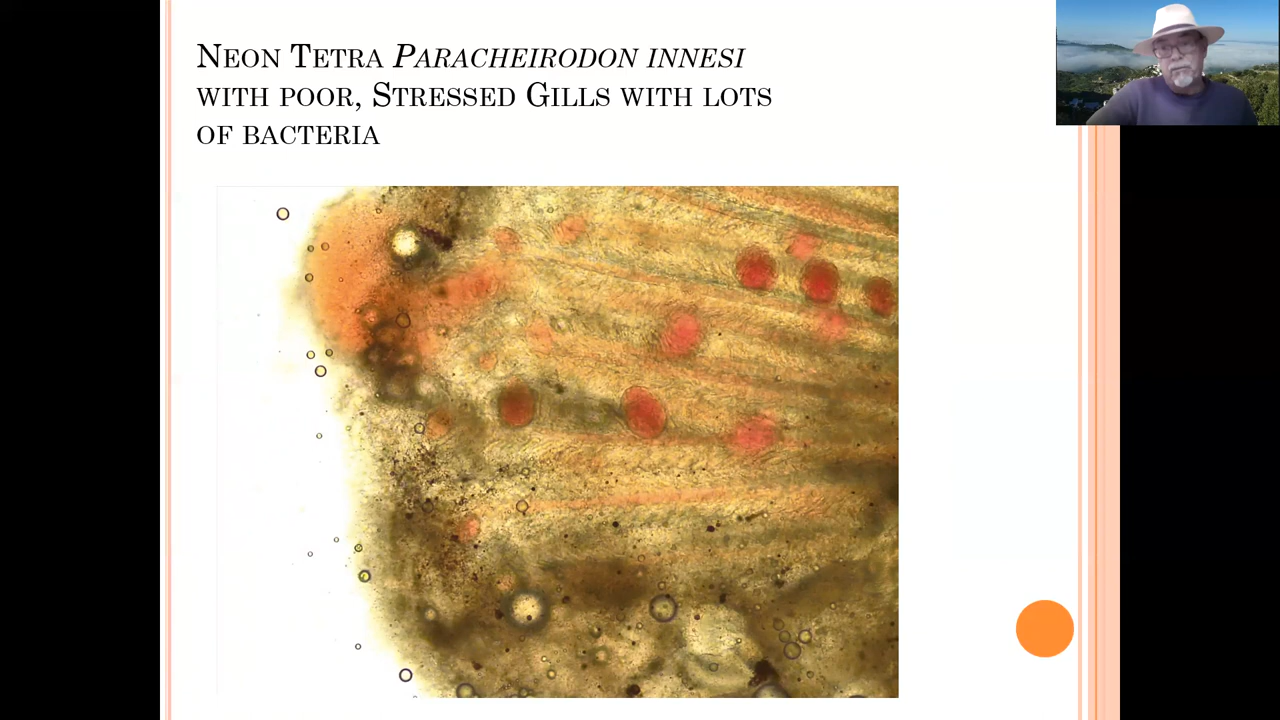 Neon Tetra Paracheirodon innesi
with poor, Stressed Gills with lots
of bacteria